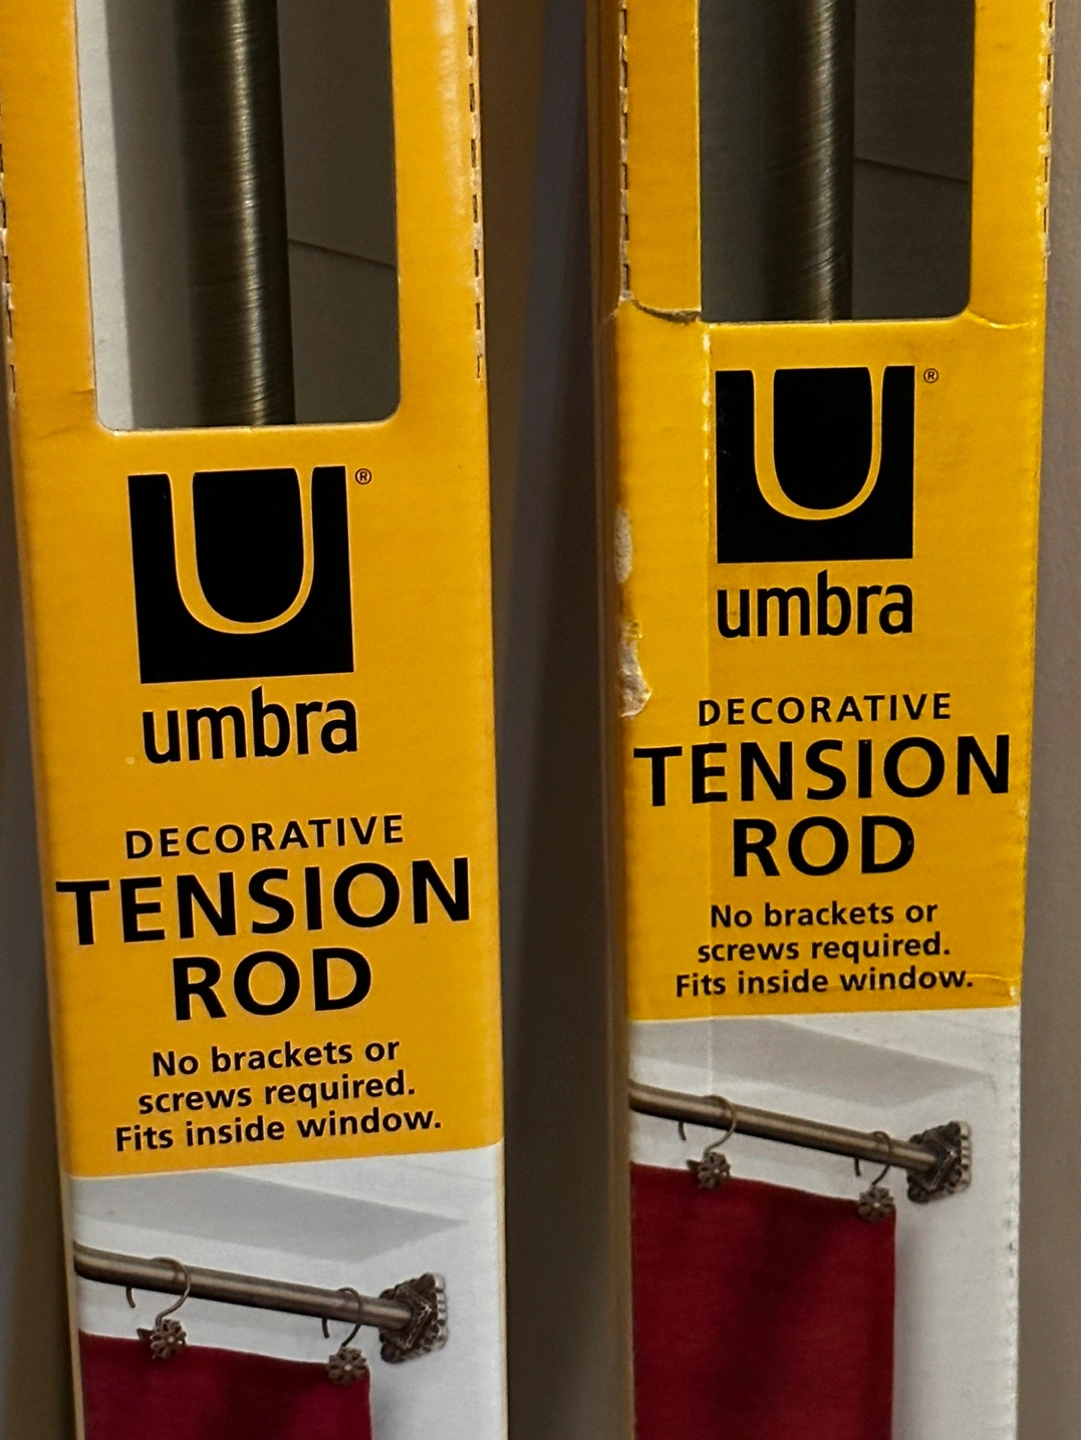 U®
umbra
DECORATIVE
TENSION
ROD
No brackets or
screws required.
Fits inside window.
U®
umbra
DECORATIVE
TENSION
ROD
No brackets or
screws required.
Fits inside window.